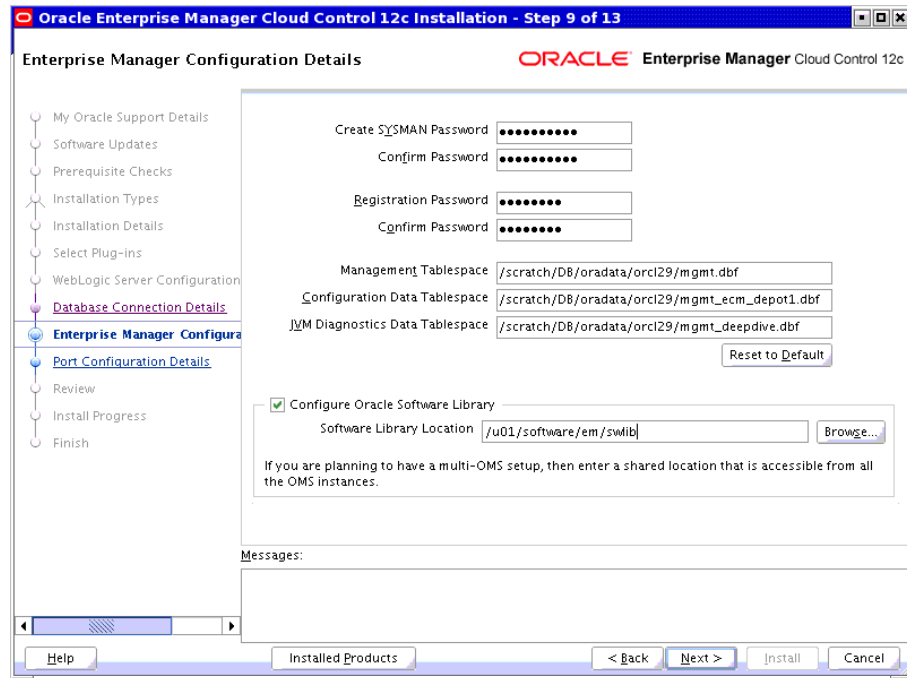 Oracle Enterprise Manager Cloud Control 12c Installation - Step 9 of 13
Enterprise Manager Configuration Details
ORACLE Enterprise Manager Cloud Control 12c
My Oracle Support Details
Software Updates
Prerequisite Checks
Installation Types
Installation Details
Select Plug-ins
WebLogic Server Configuration
Database Connection Details
Enterprise Manager Configura
Port Configuration Details
Review
Install Progress
Finish
Create SYSMAN Password ●●●●●●●●●●
Confirm Password ●●●●●●●●●●
Registration Password ●●●●●●●●
Confirm Password ●●●●●●●●
Management Tablespace /scratch/DB/oradata/orcl29/mgmt.dbf
Configuration Data Tablespace /scratch/DB/oradata/orcl29/mgmt_ecm_depot1.dbf
JVM Diagnostics Data Tablespace /scratch/DB/oradata/orcl29/mgmt_deepdive.dbf
Reset to Default
Configure Oracle Software Library
Software Library Location /u01/software/em/swlib Browse...
If you are planning to have a multi-OMS setup, then enter a shared location that is accessible from all
the OMS instances.
Messages:
Help Installed Products < Back Next > Install Cancel